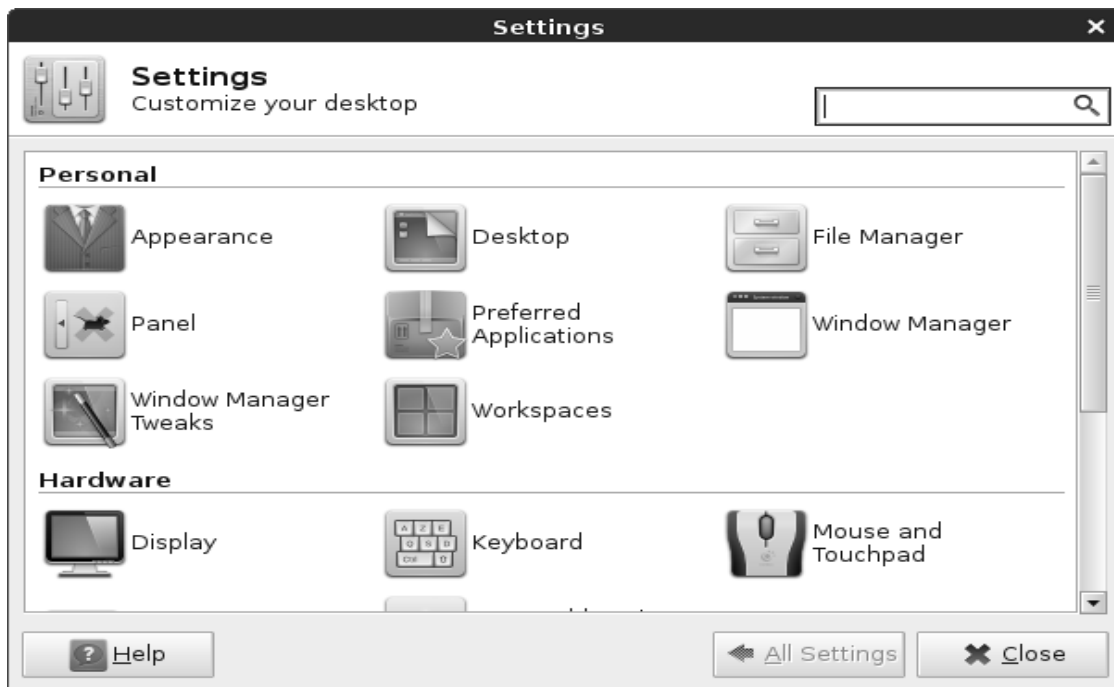 Settings
Settings
Customize your desktop
Personal
Appearance
Desktop
File Manager
Panel
Preferred
Applications
Window Manager
Window Manager
Tweaks
Workspaces
Hardware
Display
Keyboard
Mouse and
Touchpad
Help
All Settings
Close